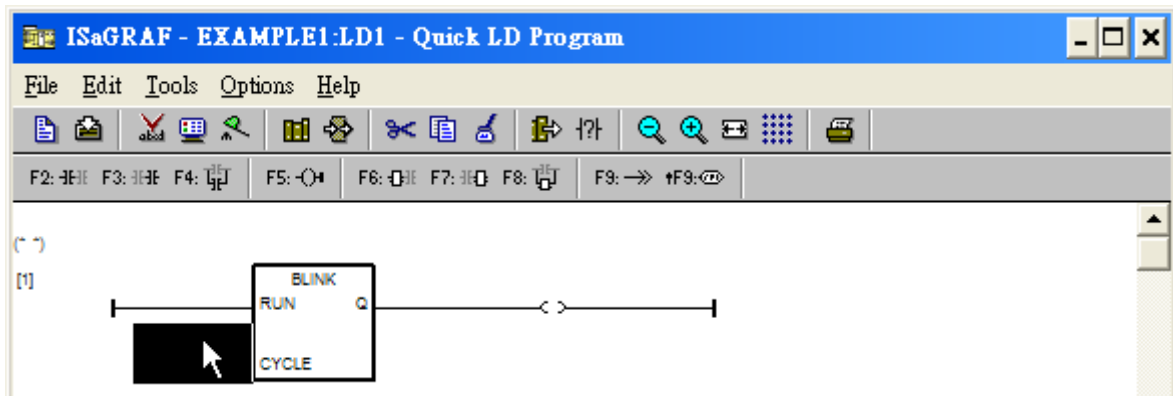 ISaGRAF - EXAMPLE1:LD1 - Quick LD Program
File Edit Tools Options Help
F2: F3: F4: F5: F6: F7: F8: F9: F9:
(* *)
[1]
BLINK
RUN Q
CYCLE